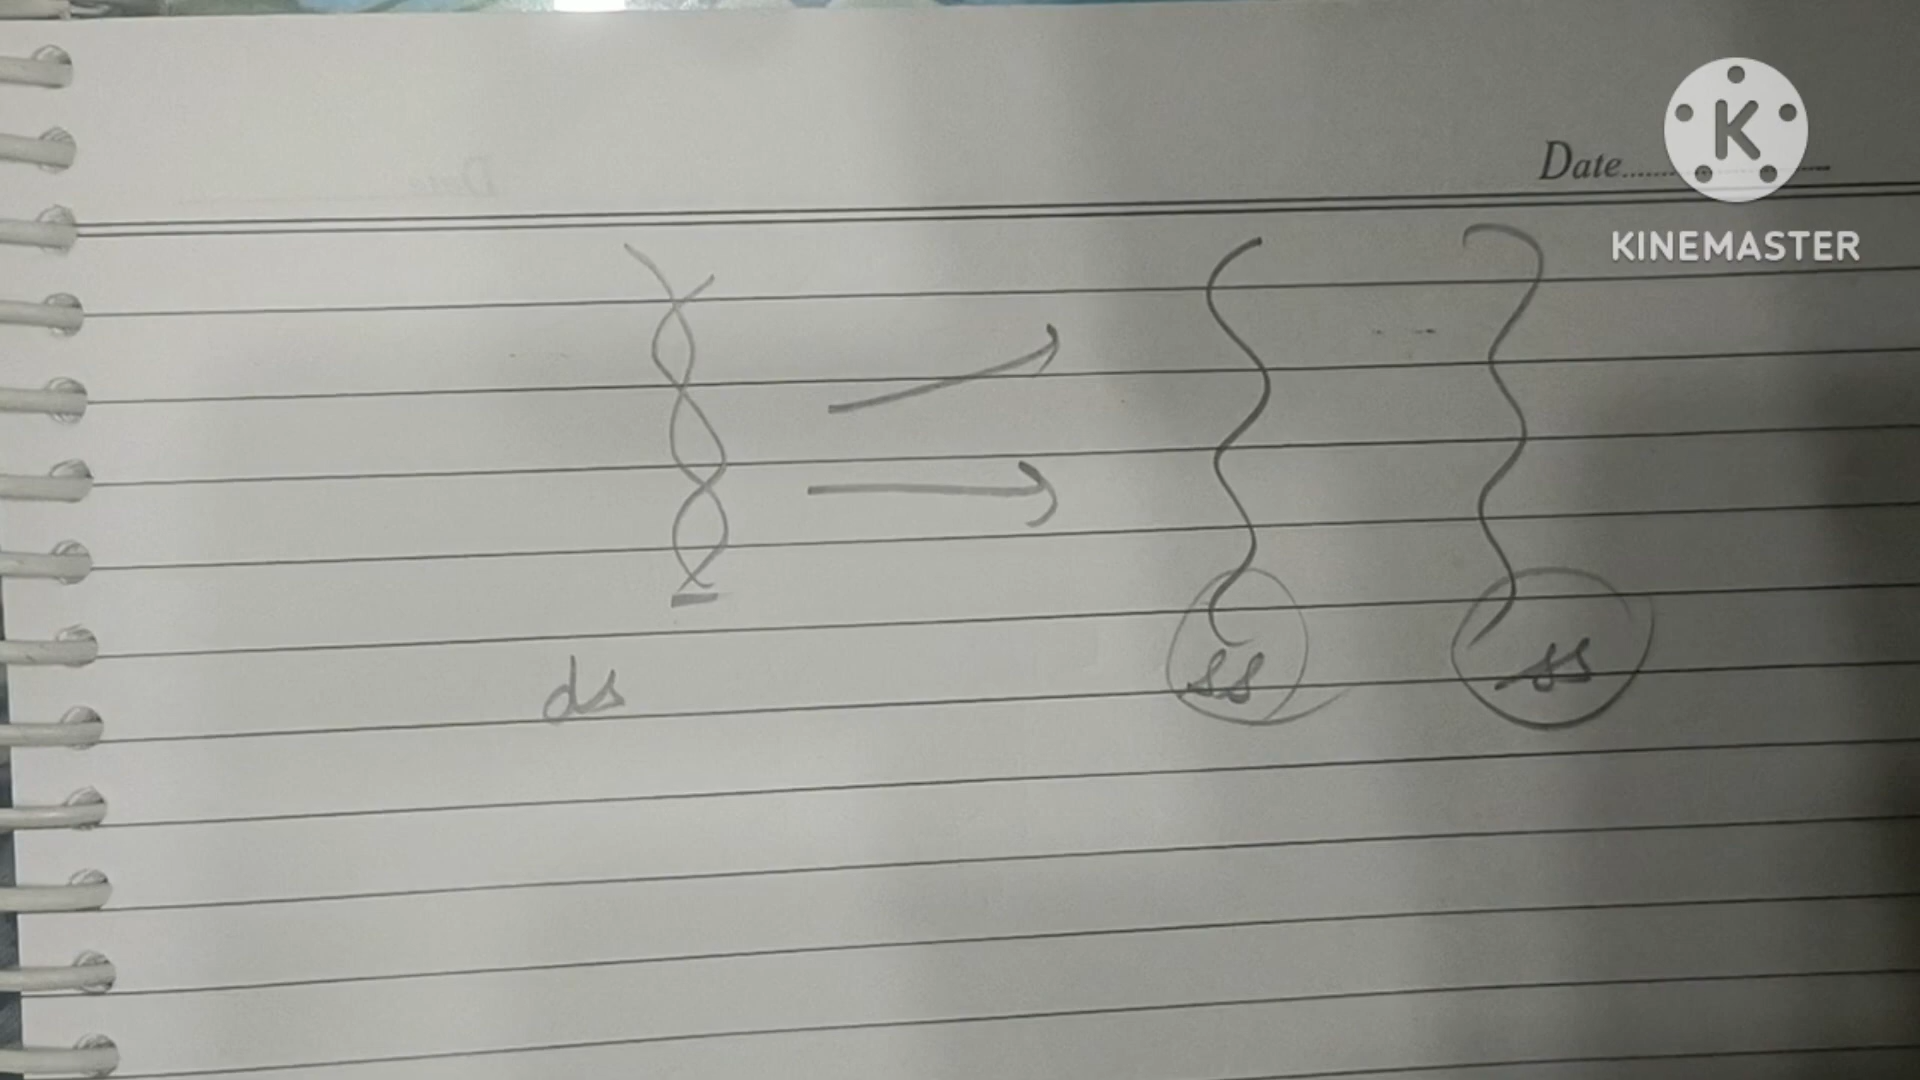 Date..........
K
KINEMASTER
ds
ss
ss